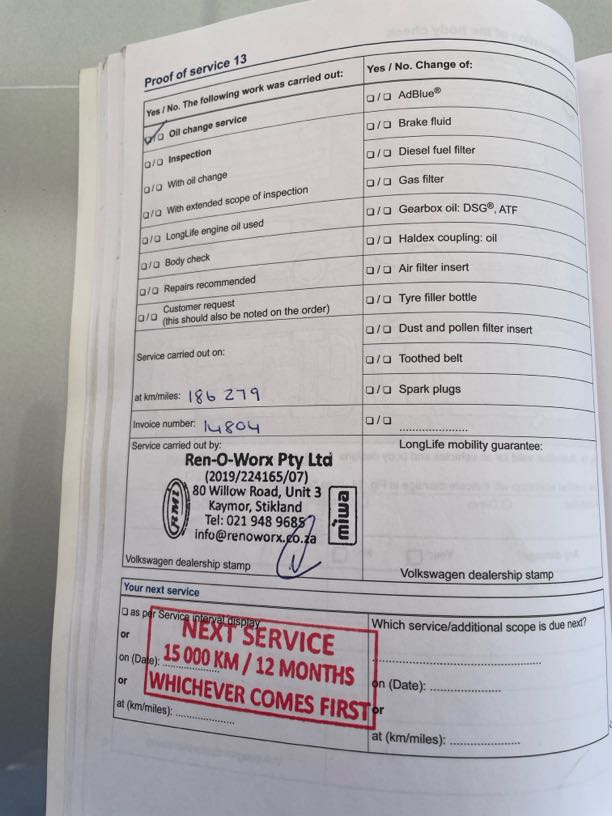 Proof of service 13
Yes / No. The following work was carried out:
❑/❑ Oil change service
❑/❑ Inspection
❑/❑ With oil change
❑/❑ With extended scope of inspection
❑/❑ LongLife engine oil used
❑/❑ Body check
❑/❑ Repairs recommended
❑/❑ Customer request
(this should also be noted on the order)
Service carried out on:
at km/miles: 186 279
Invoice number: 14804
Service carried out by:
Ren-O-Worx Pty Ltd
(2019/224165/07)
80 Willow Road, Unit 3
Kaymor, Stikland
Tel: 021 948 9685
info@renoworx.co.za
RMI
miwa
Volkswagen dealership stamp
Yes / No. Change of:
❑/❑ AdBlue®
❑/❑ Brake fluid
❑/❑ Diesel fuel filter
❑/❑ Gas filter
❑/❑ Gearbox oil: DSG®, ATF
❑/❑ Haldex coupling: oil
❑/❑ Air filter insert
❑/❑ Tyre filler bottle
❑/❑ Dust and pollen filter insert
❑/❑ Toothed belt
❑/❑ Spark plugs
❑/❑ ......................
LongLife mobility guarantee:
Volkswagen dealership stamp
Your next service
❑ as per Service interval display
or
on (Date): ..................
or
at (km/miles): ..................
NEXT SERVICE
15 000 KM / 12 MONTHS
WHICHEVER COMES FIRST
Which service/additional scope is due next?
..................................................
on (Date): .....................
or
at (km/miles): .....................